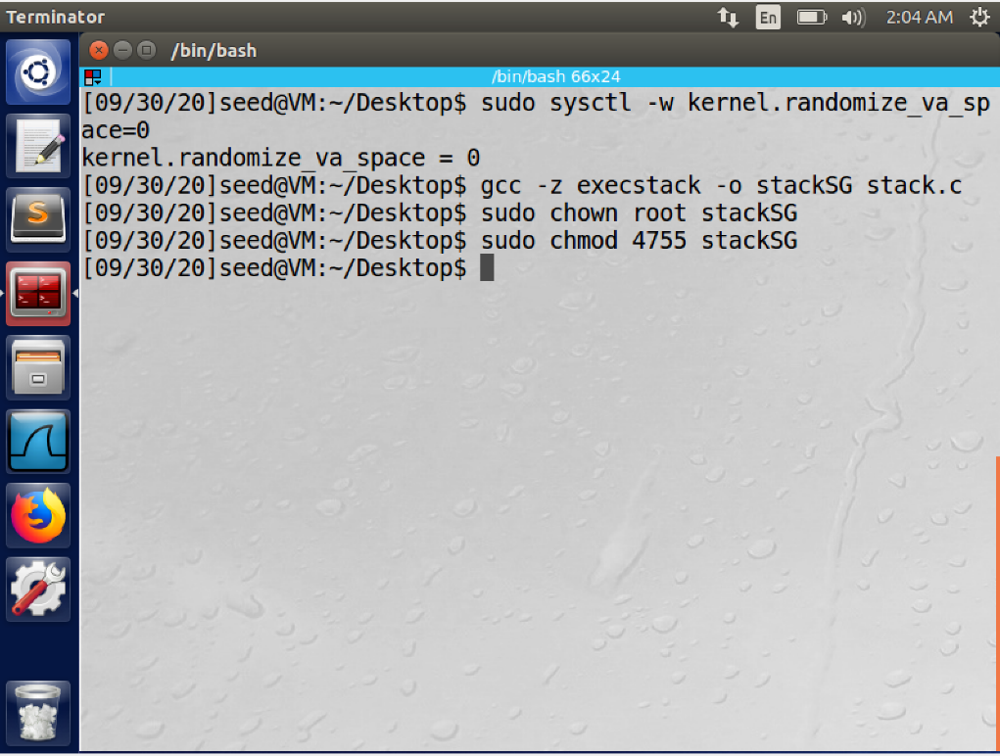 Terminator
En
2:04 AM
/bin/bash
/bin/bash 66x24
[09/30/20]seed@VM:~/Desktop$ sudo sysctl -w kernel.randomize_va_sp
ace=0
kernel.randomize_va_space = 0
[09/30/20]seed@VM:~/Desktop$ gcc -z execstack -o stackSG stack.c
[09/30/20]seed@VM:~/Desktop$ sudo chown root stackSG
[09/30/20]seed@VM:~/Desktop$ sudo chmod 4755 stackSG
[09/30/20]seed@VM:~/Desktop$